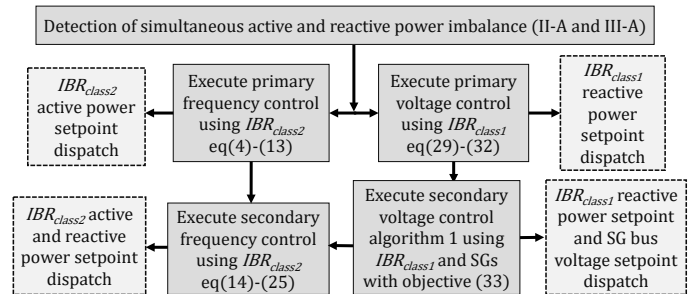 Detection of simultaneous active and reactive power imbalance (II-A and III-A)
IBRclass2
active power
setpoint
dispatch
Execute primary
frequency control
using IBRclass2
eq(4)-(13)
Execute primary
voltage control
using IBRclass1
eq(29)-(32)
IBRclass1
reactive
power
setpoint
dispatch
IBRclass2 active
and reactive
power setpoint
dispatch
Execute secondary
frequency control
using IBRclass2
eq(14)-(25)
Execute secondary
voltage control
algorithm 1 using
IBRclass1 and SGs
with objective (33)
IBRclass1 reactive
power setpoint
and SG bus
voltage setpoint
dispatch